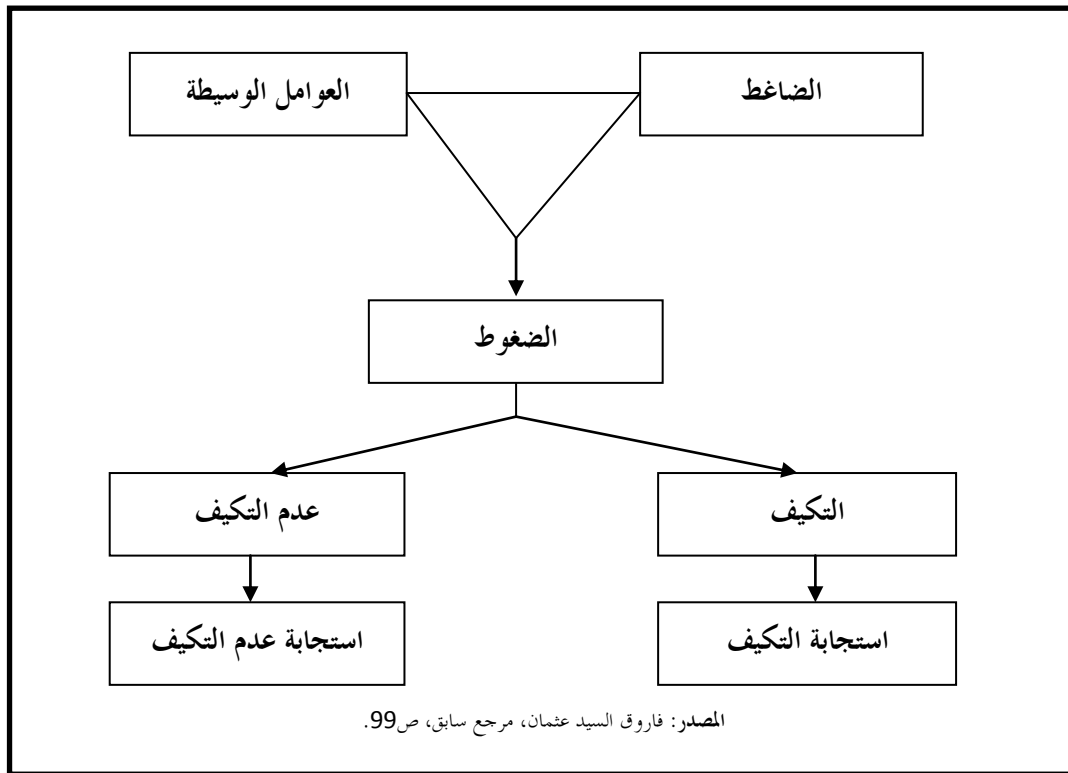 الضاغط
العوامل الوسيطة
الضغوط
التكيف
عدم التكيف
استجابة التكيف
استجابة عدم التكيف
المصدر: فاروق السيد عثمان، مرجع سابق، ص99.